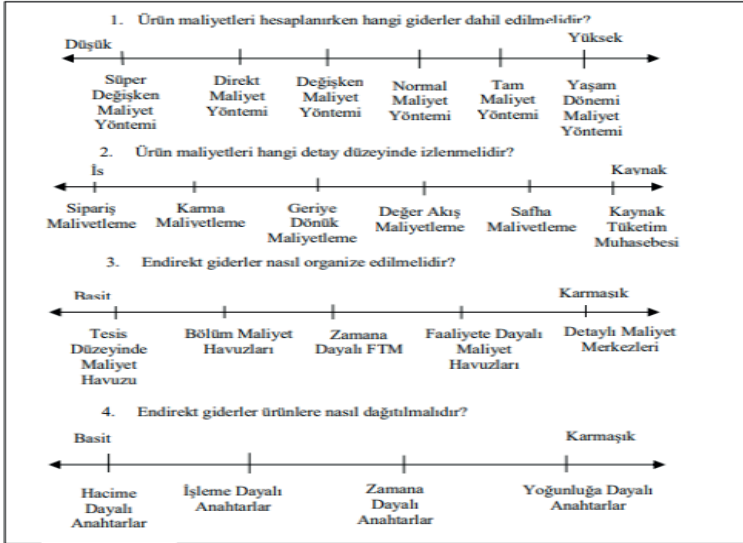 1. Ürün maliyetleri hesaplanırken hangi giderler dahil edilmelidir?
Düşük Yüksek
Süper Değişken Maliyet Yöntemi
Direkt Maliyet Yöntemi
Değişken Maliyet Yöntemi
Normal Maliyet Yöntemi
Tam Maliyet Yöntemi
Yaşam Dönemi Maliyet Yöntemi
2. Ürün maliyetleri hangi detay düzeyinde izlenmelidir?
İs Kaynak
Sipariş Maliyetleme
Karma Maliyetleme
Geriye Dönük Maliyetleme
Değer Akış Maliyetleme
Safha Maliyetleme
Kaynak Tüketim Muhasebesi
3. Endirekt giderler nasıl organize edilmelidir?
Basit Karmaşık
Tesis Düzeyinde Maliyet Havuzu
Bölüm Maliyet Havuzları
Zamana Dayalı FTM
Faaliyete Dayalı Maliyet Havuzları
Detaylı Maliyet Merkezleri
4. Endirekt giderler ürünlere nasıl dağıtılmalıdır?
Basit Karmaşık
Hacime Dayalı Anahtarlar
İşleme Dayalı Anahtarlar
Zamana Dayalı Anahtarlar
Yoğunluğa Dayalı Anahtarlar